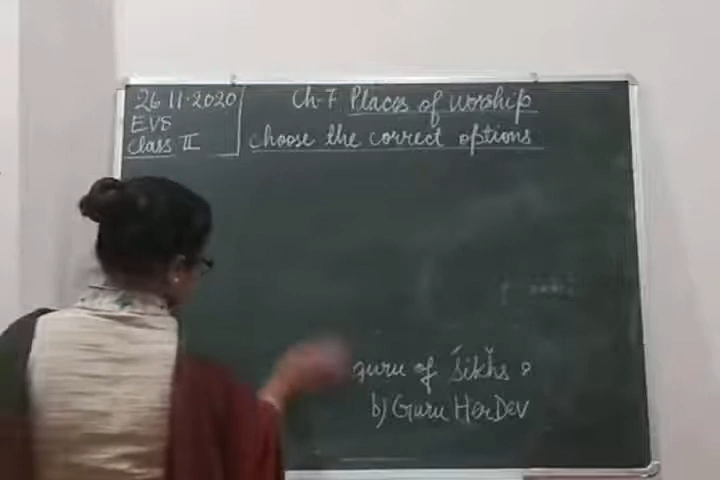 26.11.2020
EVS
Class II
Ch-7 Places of worship
choose the correct options
guru of Sikhs ?
b) Guru HarDev